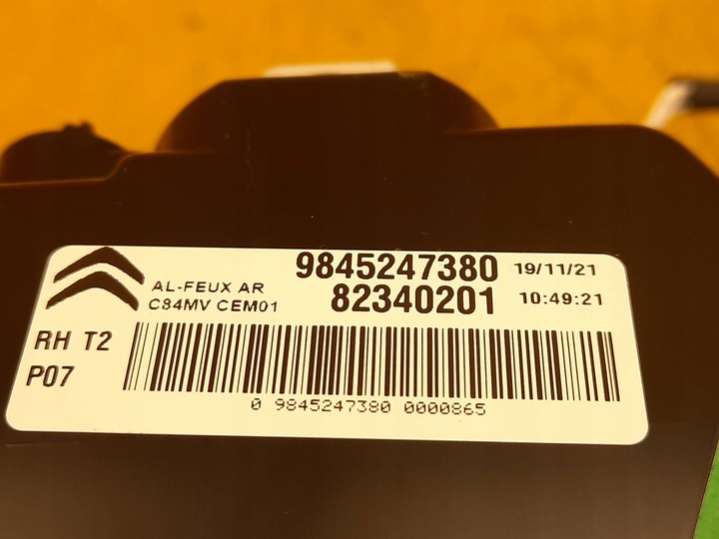 9845247380 19/11/21
AL-FEUX AR
82340201 10:49:21
C84MV CEM01
RH T2
P07
0 9845247380 0000865